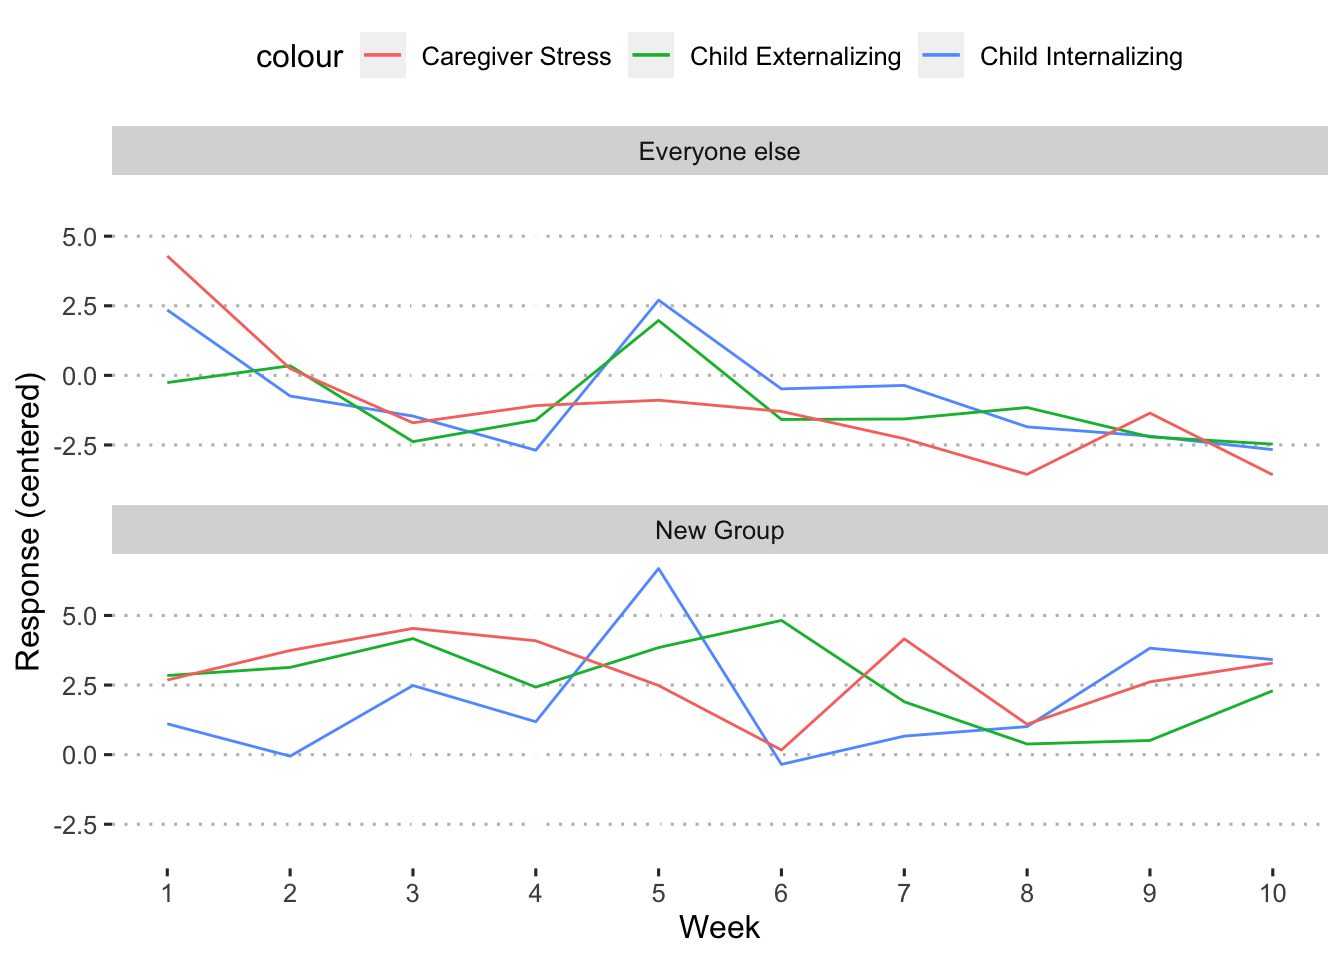 colour Caregiver Stress Child Externalizing Child Internalizing
Everyone else
5.0
2.5
0.0
-2.5
Response (centered)
New Group
5.0
2.5
0.0
-2.5
1 2 3 4 5 6 7 8 9 10
Week